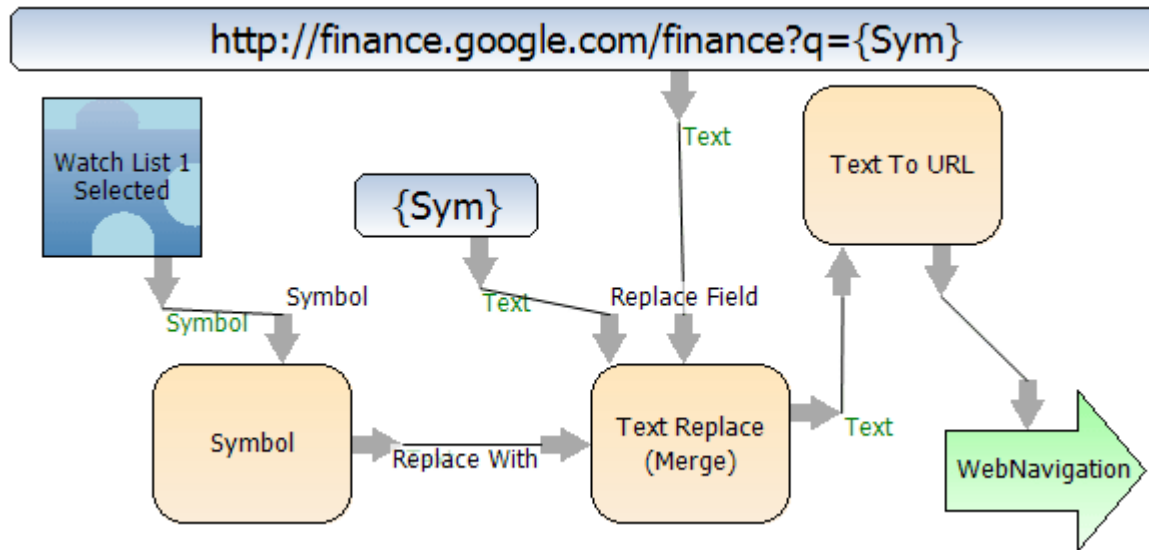 http://finance.google.com/finance?q={Sym}
Watch List 1
Selected
Text
Text To URL
{Sym}
Symbol
Symbol
Text
Replace Field
Symbol
Replace With
Text Replace
(Merge)
Text
WebNavigation